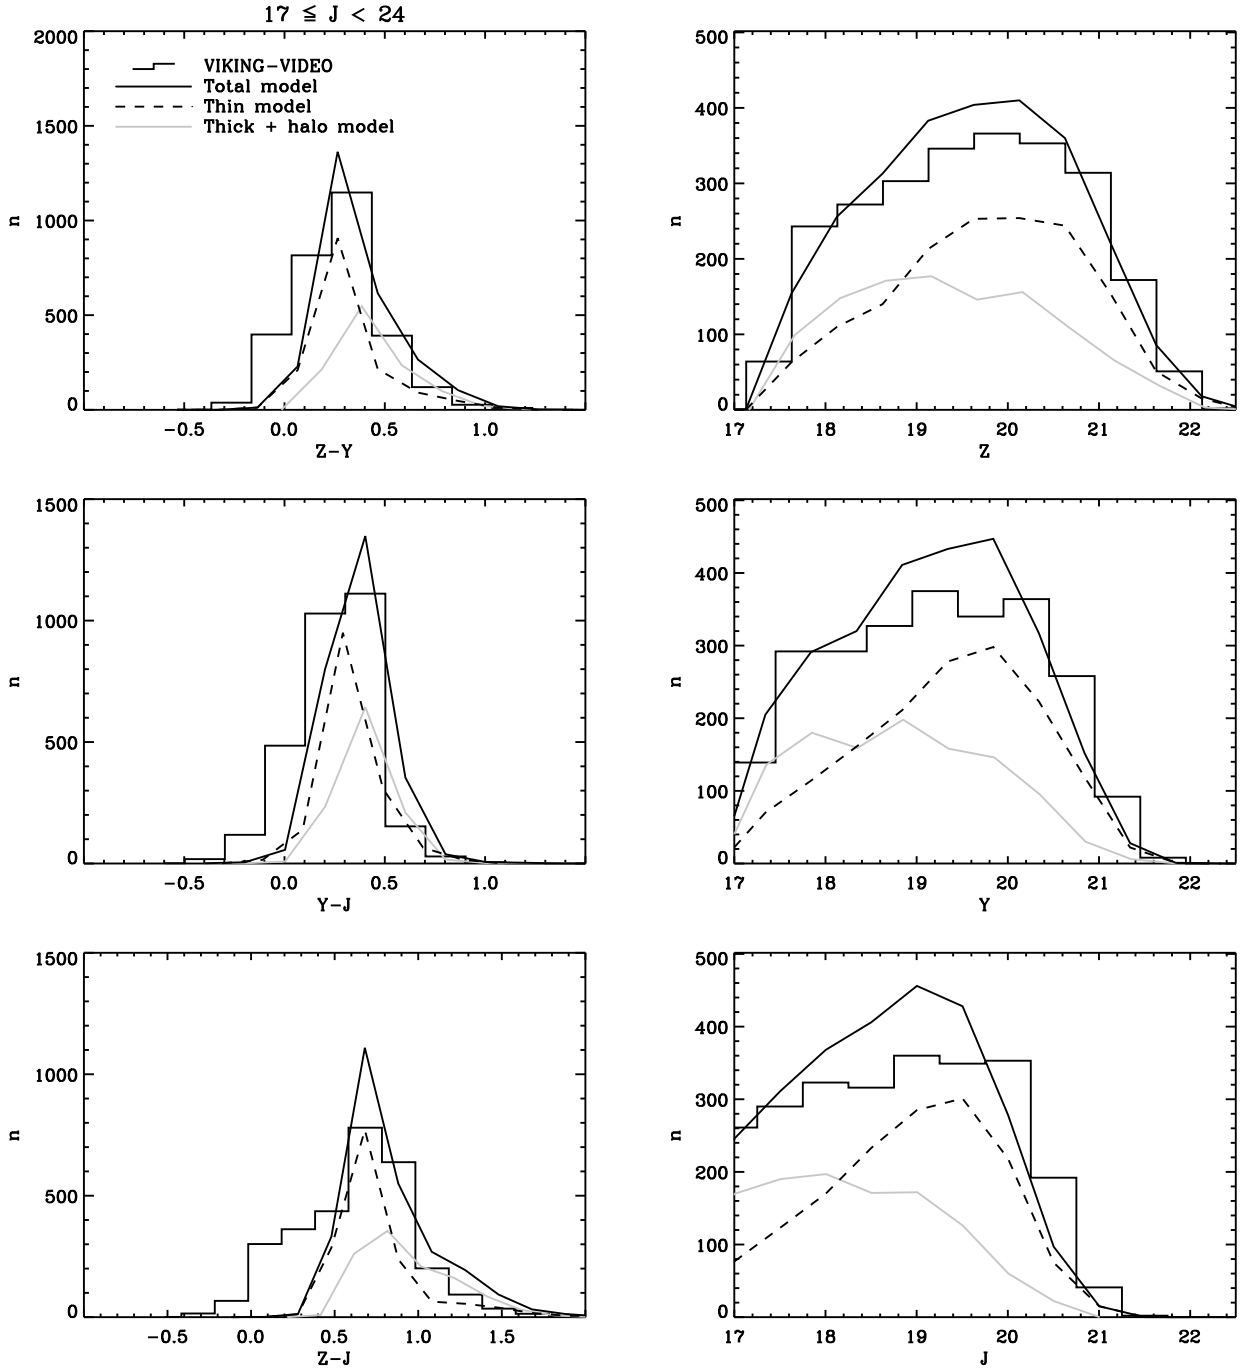 17 ≦ J < 24
2000
1500
1000
500
0
n
VIKING-VIDEO
Total model
Thin model
Thick + halo model
-0.5 0.0 0.5 1.0
Z-Y
500
400
300
200
100
0
n
17 18 19 20 21 22
Z
1500
1000
500
0
n
-0.5 0.0 0.5 1.0
Y-J
500
400
300
200
100
0
n
17 18 19 20 21 22
Y
1500
1000
500
0
n
-0.5 0.0 0.5 1.0 1.5
Z-J
500
400
300
200
100
0
n
17 18 19 20 21 22
J